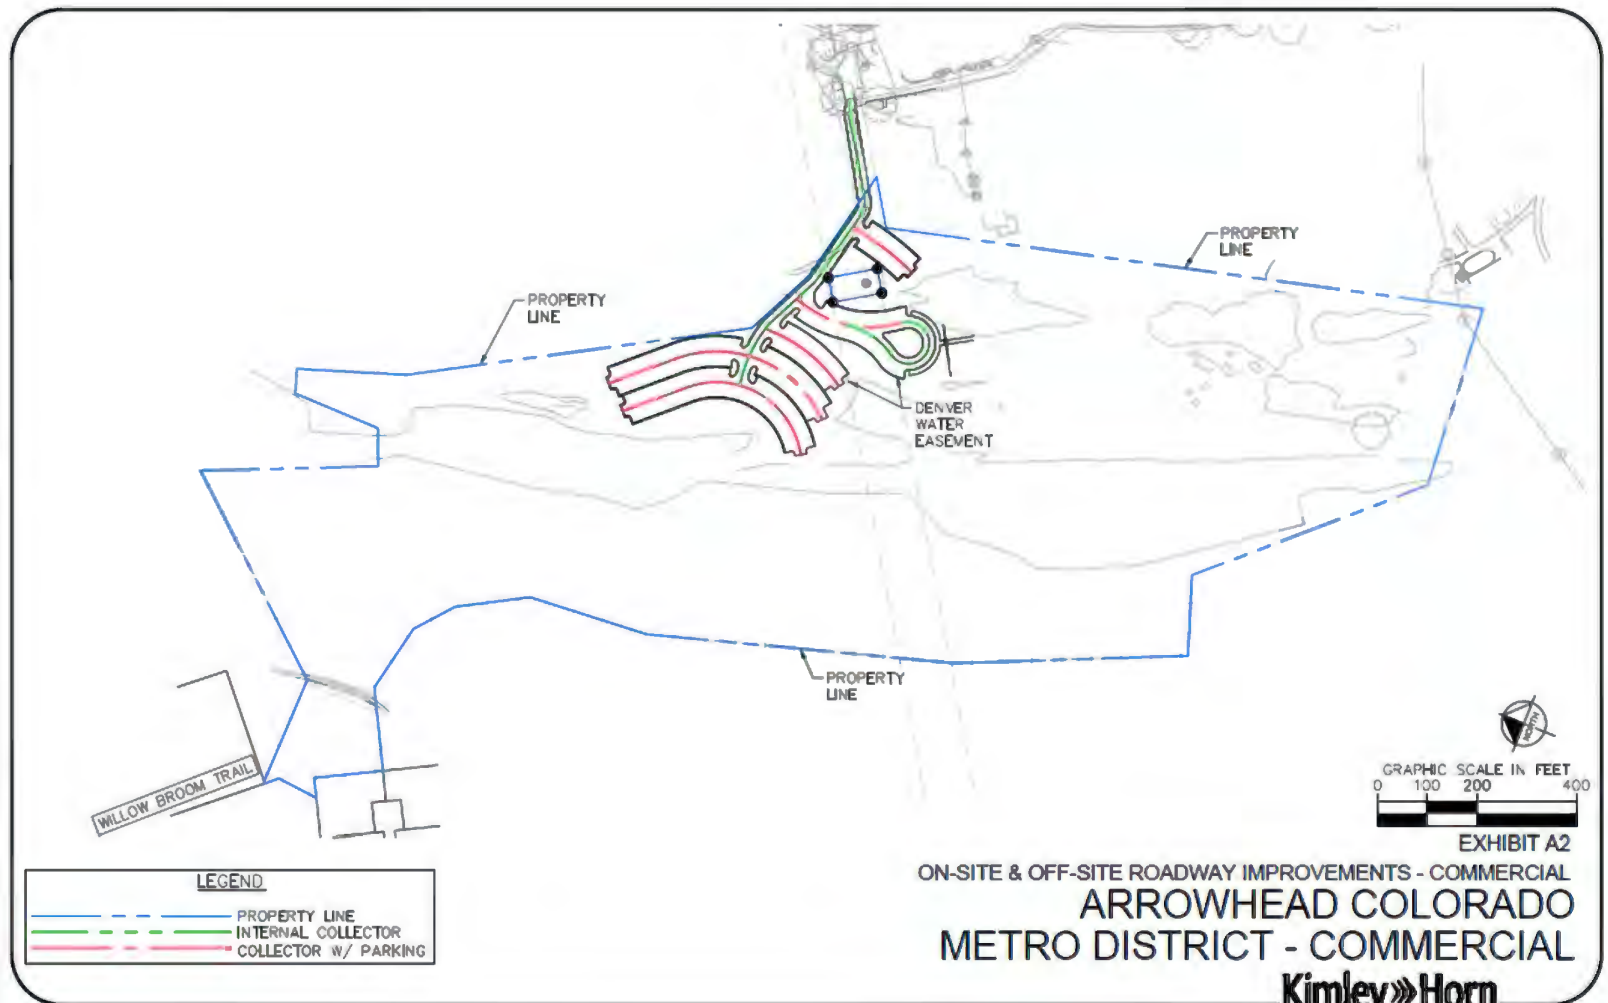 PROPERTY
LINE
PROPERTY
LINE
DENVER
WATER
EASEMENT
PROPERTY
LINE
WILLOW BROOM TRAIL
NORTH
GRAPHIC SCALE IN FEET
0 100 200 400
EXHIBIT A2
ON-SITE & OFF-SITE ROADWAY IMPROVEMENTS - COMMERCIAL
ARROWHEAD COLORADO
METRO DISTRICT - COMMERCIAL
Kimley»Horn
LEGEND
PROPERTY LINE
INTERNAL COLLECTOR
COLLECTOR W/ PARKING